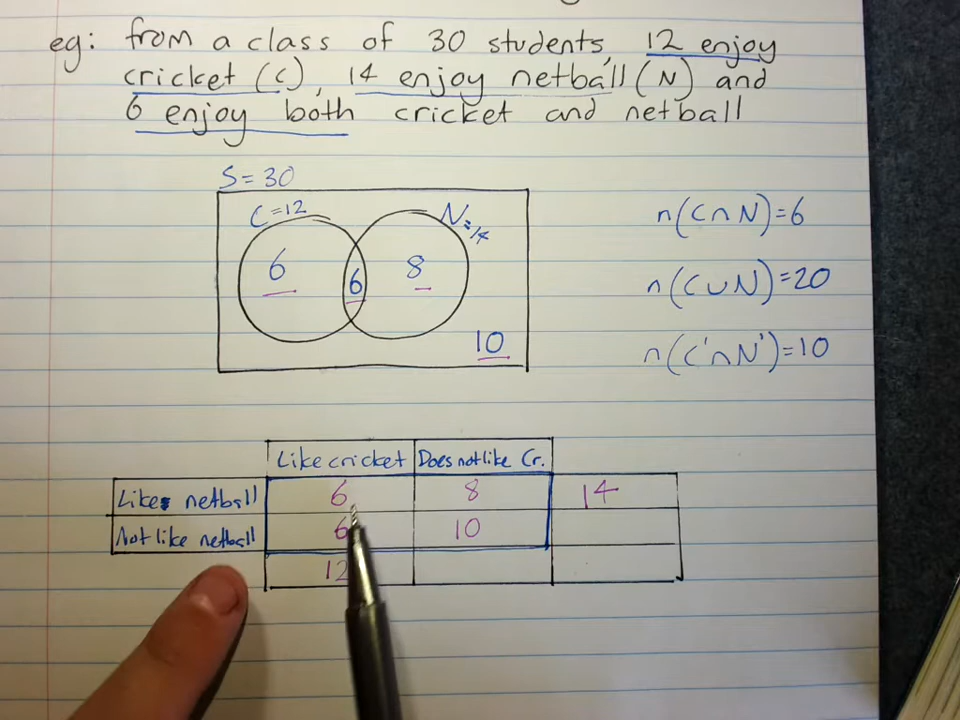 eg: from a class of 30 students, 12 enjoy
cricket (C), 14 enjoy netball (N) and
6 enjoy both cricket and netball
S=30
C=12
N=14
6 6 8
10
n(C∩N)=6
n(C∪N)=20
n(C'∩N')=10
Like cricket Does not like Cr.
Like netball 6 8 14
Not like netball 6 10
12